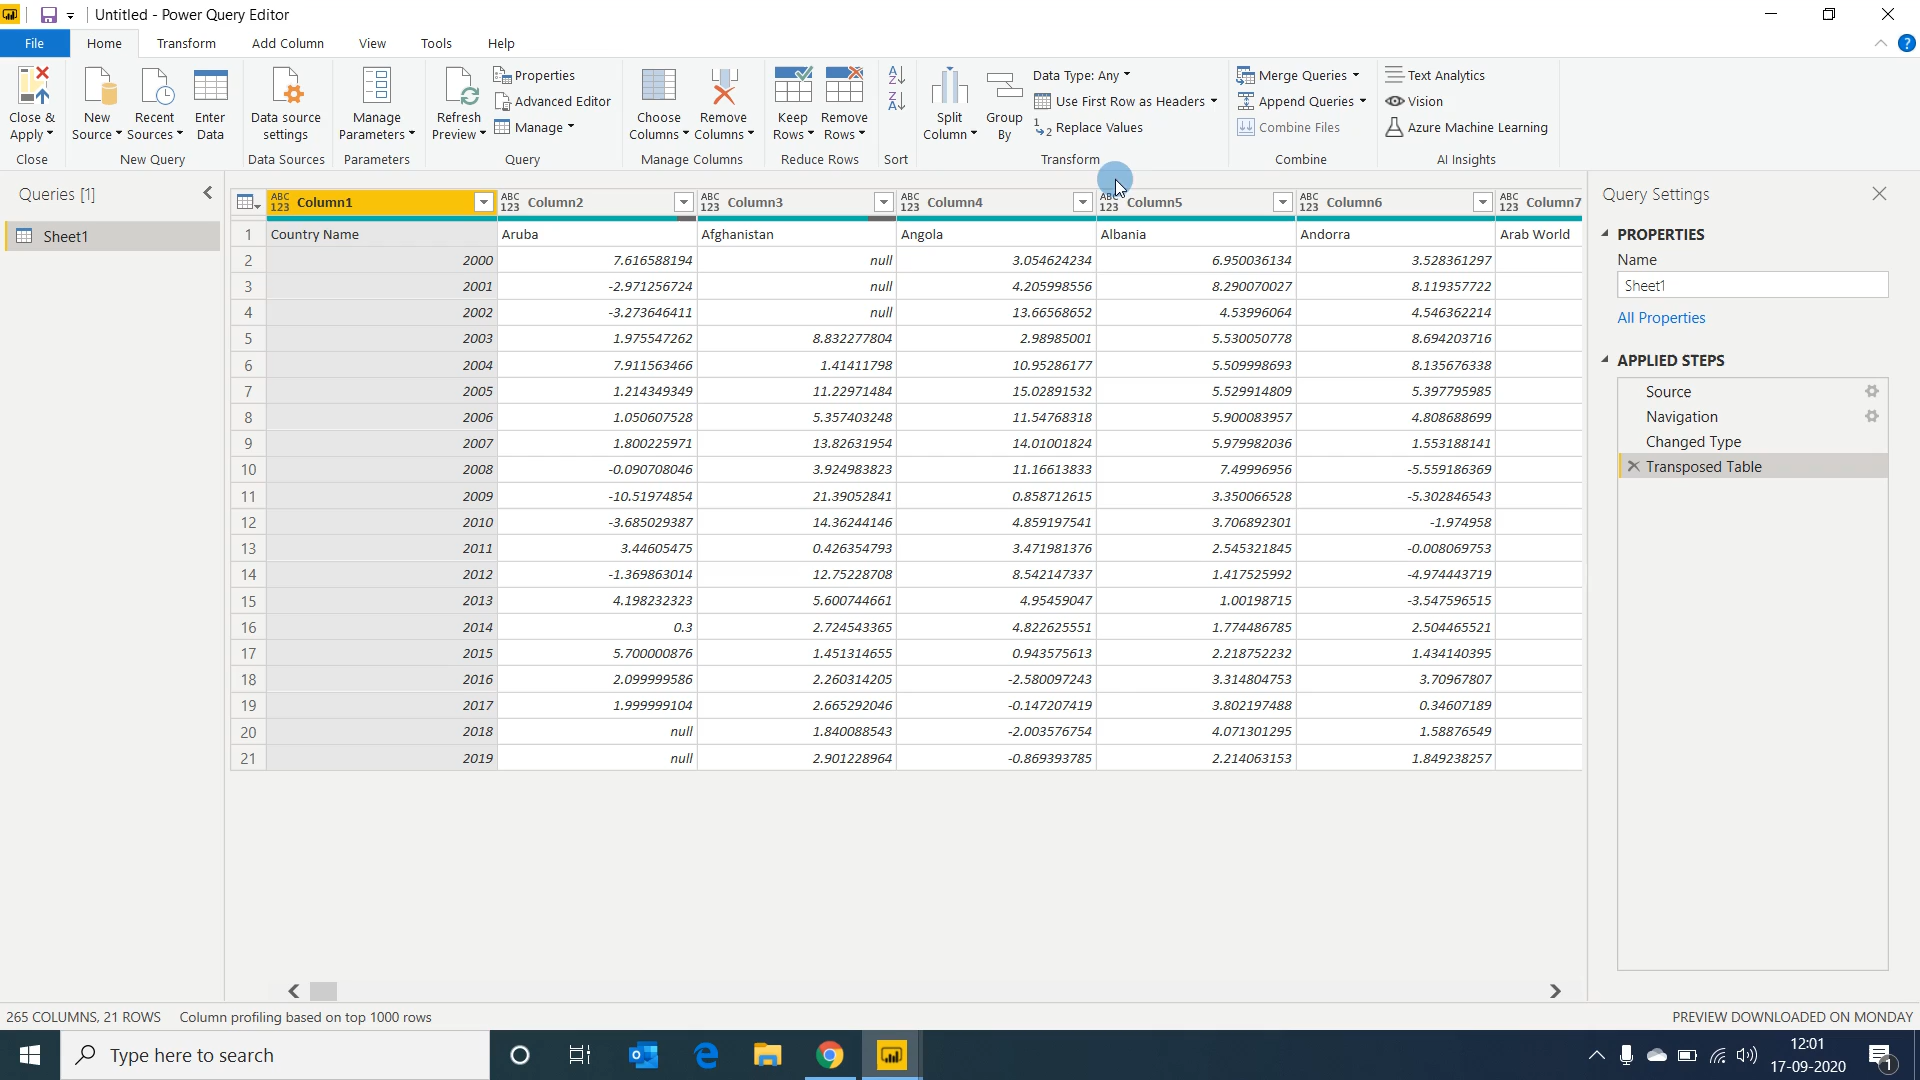 Untitled - Power Query Editor
File Home Transform Add Column View Tools Help
Close & Apply
New Source
Recent Sources
Enter Data
Data source settings
Manage Parameters
Refresh Preview
Properties
Advanced Editor
Manage
Choose Columns
Remove Columns
Keep Rows
Remove Rows
A Z
Z A
Split Column
Group By
Data Type: Any
Use First Row as Headers
1 2 Replace Values
Merge Queries
Append Queries
Combine Files
Text Analytics
Vision
Azure Machine Learning
Close New Query Data Sources Parameters Query Manage Columns Reduce Rows Sort Transform Combine AI Insights
Queries [1]
Sheet1
ABC 123 Column1 ABC 123 Column2 ABC 123 Column3 ABC 123 Column4 ABC 123 Column5 ABC 123 Column6 ABC 123 Column7
1 Country Name Aruba Afghanistan Angola Albania Andorra Arab World
2 2000 7.616588194 null 3.054624234 6.950036134 3.528361297
3 2001 -2.971256724 null 4.205998556 8.290070027 8.119357722
4 2002 -3.273646411 null 13.66568652 4.53996064 4.546362214
5 2003 1.975547262 8.832277804 2.98985001 5.530050778 8.694203716
6 2004 7.911563466 1.41411798 10.95286177 5.509998693 8.135676338
7 2005 1.214349349 11.22971484 15.02891532 5.529914809 5.397795985
8 2006 1.050607528 5.357403248 11.54768318 5.900083957 4.808688699
9 2007 1.800225971 13.82631954 14.01001824 5.979982036 1.553188141
10 2008 -0.090708046 3.924983823 11.16613833 7.49996956 -5.559186369
11 2009 -10.51974854 21.39052841 0.858712615 3.350066528 -5.302846543
12 2010 -3.685029387 14.36244146 4.859197541 3.706892301 -1.974958
13 2011 3.44605475 0.426354793 3.471981376 2.545321845 -0.008069753
14 2012 -1.369863014 12.75228708 8.542147337 1.417525992 -4.974443719
15 2013 4.198232323 5.600744661 4.95459047 1.00198715 -3.547596515
16 2014 0.3 2.724543365 4.822625551 1.774486785 2.504465521
17 2015 5.700000876 1.451314655 0.943575613 2.218752232 1.434140395
18 2016 2.099999586 2.260314205 -2.580097243 3.314804753 3.70967807
19 2017 1.999999104 2.665292046 -0.147207419 3.802197488 0.34607189
20 2018 null 1.840088543 -2.003576754 4.071301295 1.58876549
21 2019 null 2.901228964 -0.869393785 2.214063153 1.849238257
Query Settings
PROPERTIES
Name
Sheet1
All Properties
APPLIED STEPS
Source
Navigation
Changed Type
Transposed Table
265 COLUMNS, 21 ROWS Column profiling based on top 1000 rows PREVIEW DOWNLOADED ON MONDAY
Type here to search
12:01
17-09-2020
1